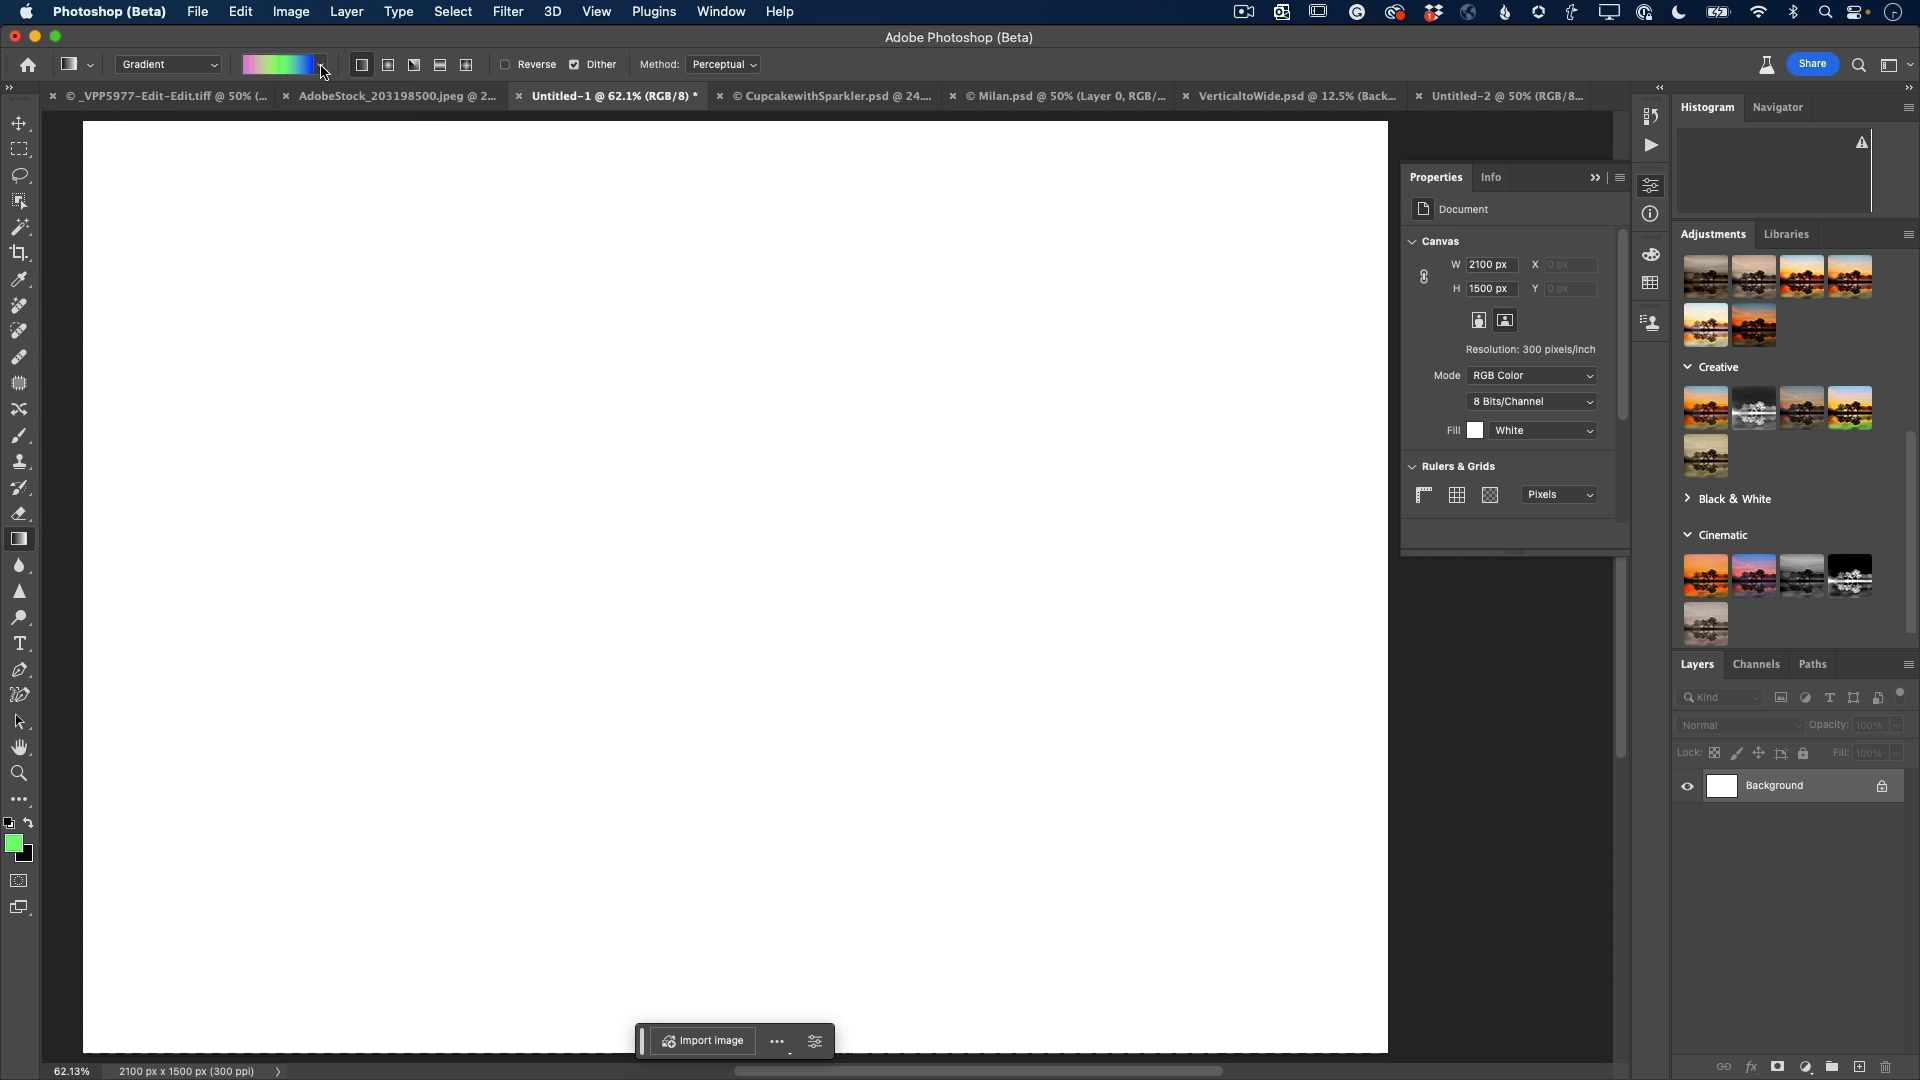 Photoshop (Beta) File Edit Image Layer Type Select Filter 3D View Plugins Window Help
Adobe Photoshop (Beta)
Gradient Reverse Dither Method: Perceptual Share
© _VPP5977-Edit-Edit.tiff @ 50% (... AdobeStock_203198500.jpeg @ 2... Untitled-1 @ 62.1% (RGB/8) * © CupcakewithSparkler.psd @ 24.... © Milan.psd @ 50% (Layer 0, RGB/... VerticaltoWide.psd @ 12.5% (Back... Untitled-2 @ 50% (RGB/8...
Histogram Navigator
Properties Info
Document
Canvas
W 2100 px X 0 px
H 1500 px Y 0 px
Resolution: 300 pixels/inch
Mode RGB Color
8 Bits/Channel
Fill White
Rulers & Grids
Pixels
Adjustments Libraries
Creative
Black & White
Cinematic
Layers Channels Paths
Kind
Normal Opacity: 100%
Lock: Fill: 100%
Background
Import image
62.13% 2100 px x 1500 px (300 ppi)